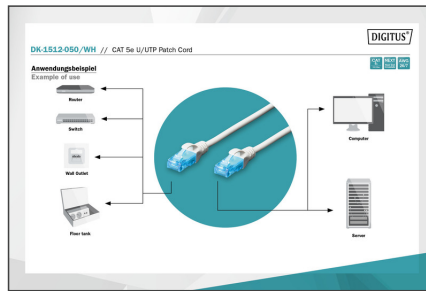 DIGITUS®
DK-1512-050/WH // CAT 5e U/UTP Patch Cord
Anwendungsbeispiel
Example of use
Router
Switch
Wall Outlet
Floor tank
Computer
Server